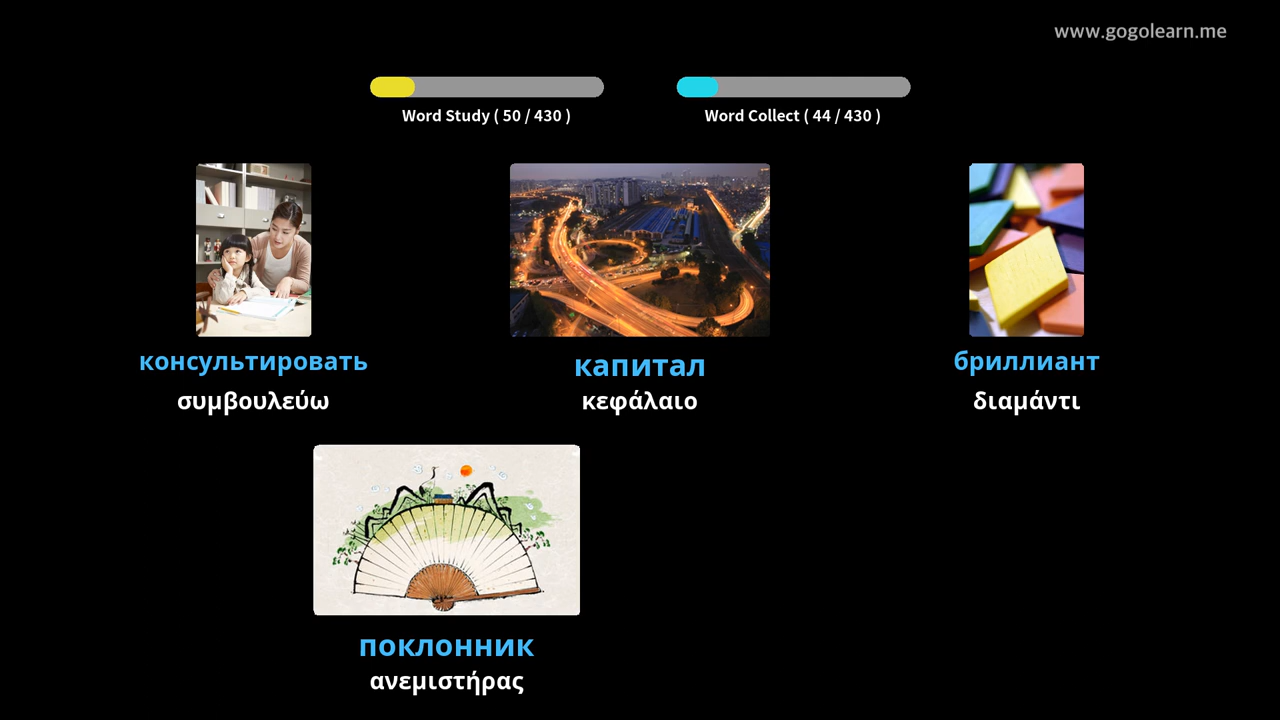 www.gogolearn.me
Word Study ( 50 / 430 )
Word Collect ( 44 / 430 )
консультировать
συμβουλεύω
капитал
κεφάλαιο
бриллиант
διαμάντι
поклонник
ανεμιστήρας